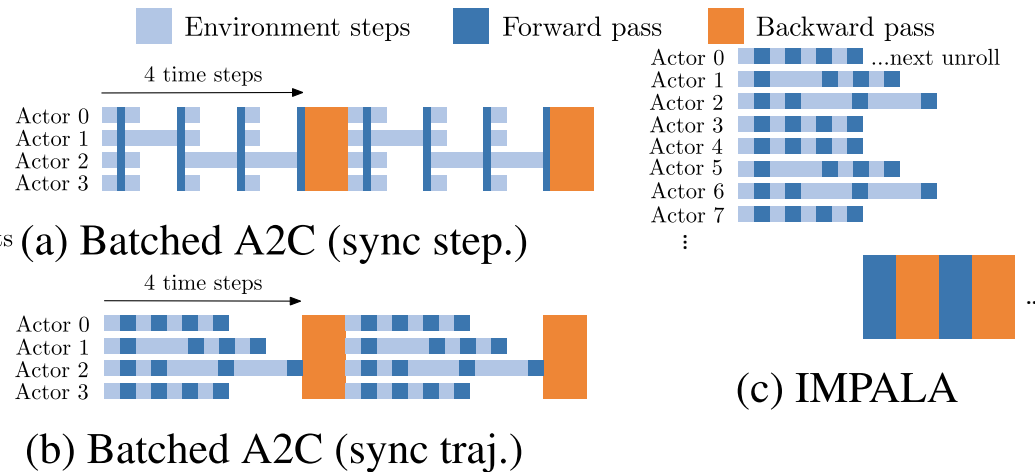 Environment steps Forward pass Backward pass
4 time steps
Actor 0
Actor 1
Actor 2
Actor 3
ts
(a) Batched A2C (sync step.)
4 time steps
Actor 0
Actor 1
Actor 2
Actor 3
(b) Batched A2C (sync traj.)
Actor 0 ...next unroll
Actor 1
Actor 2
Actor 3
Actor 4
Actor 5
Actor 6
Actor 7
⋮
...
(c) IMPALA